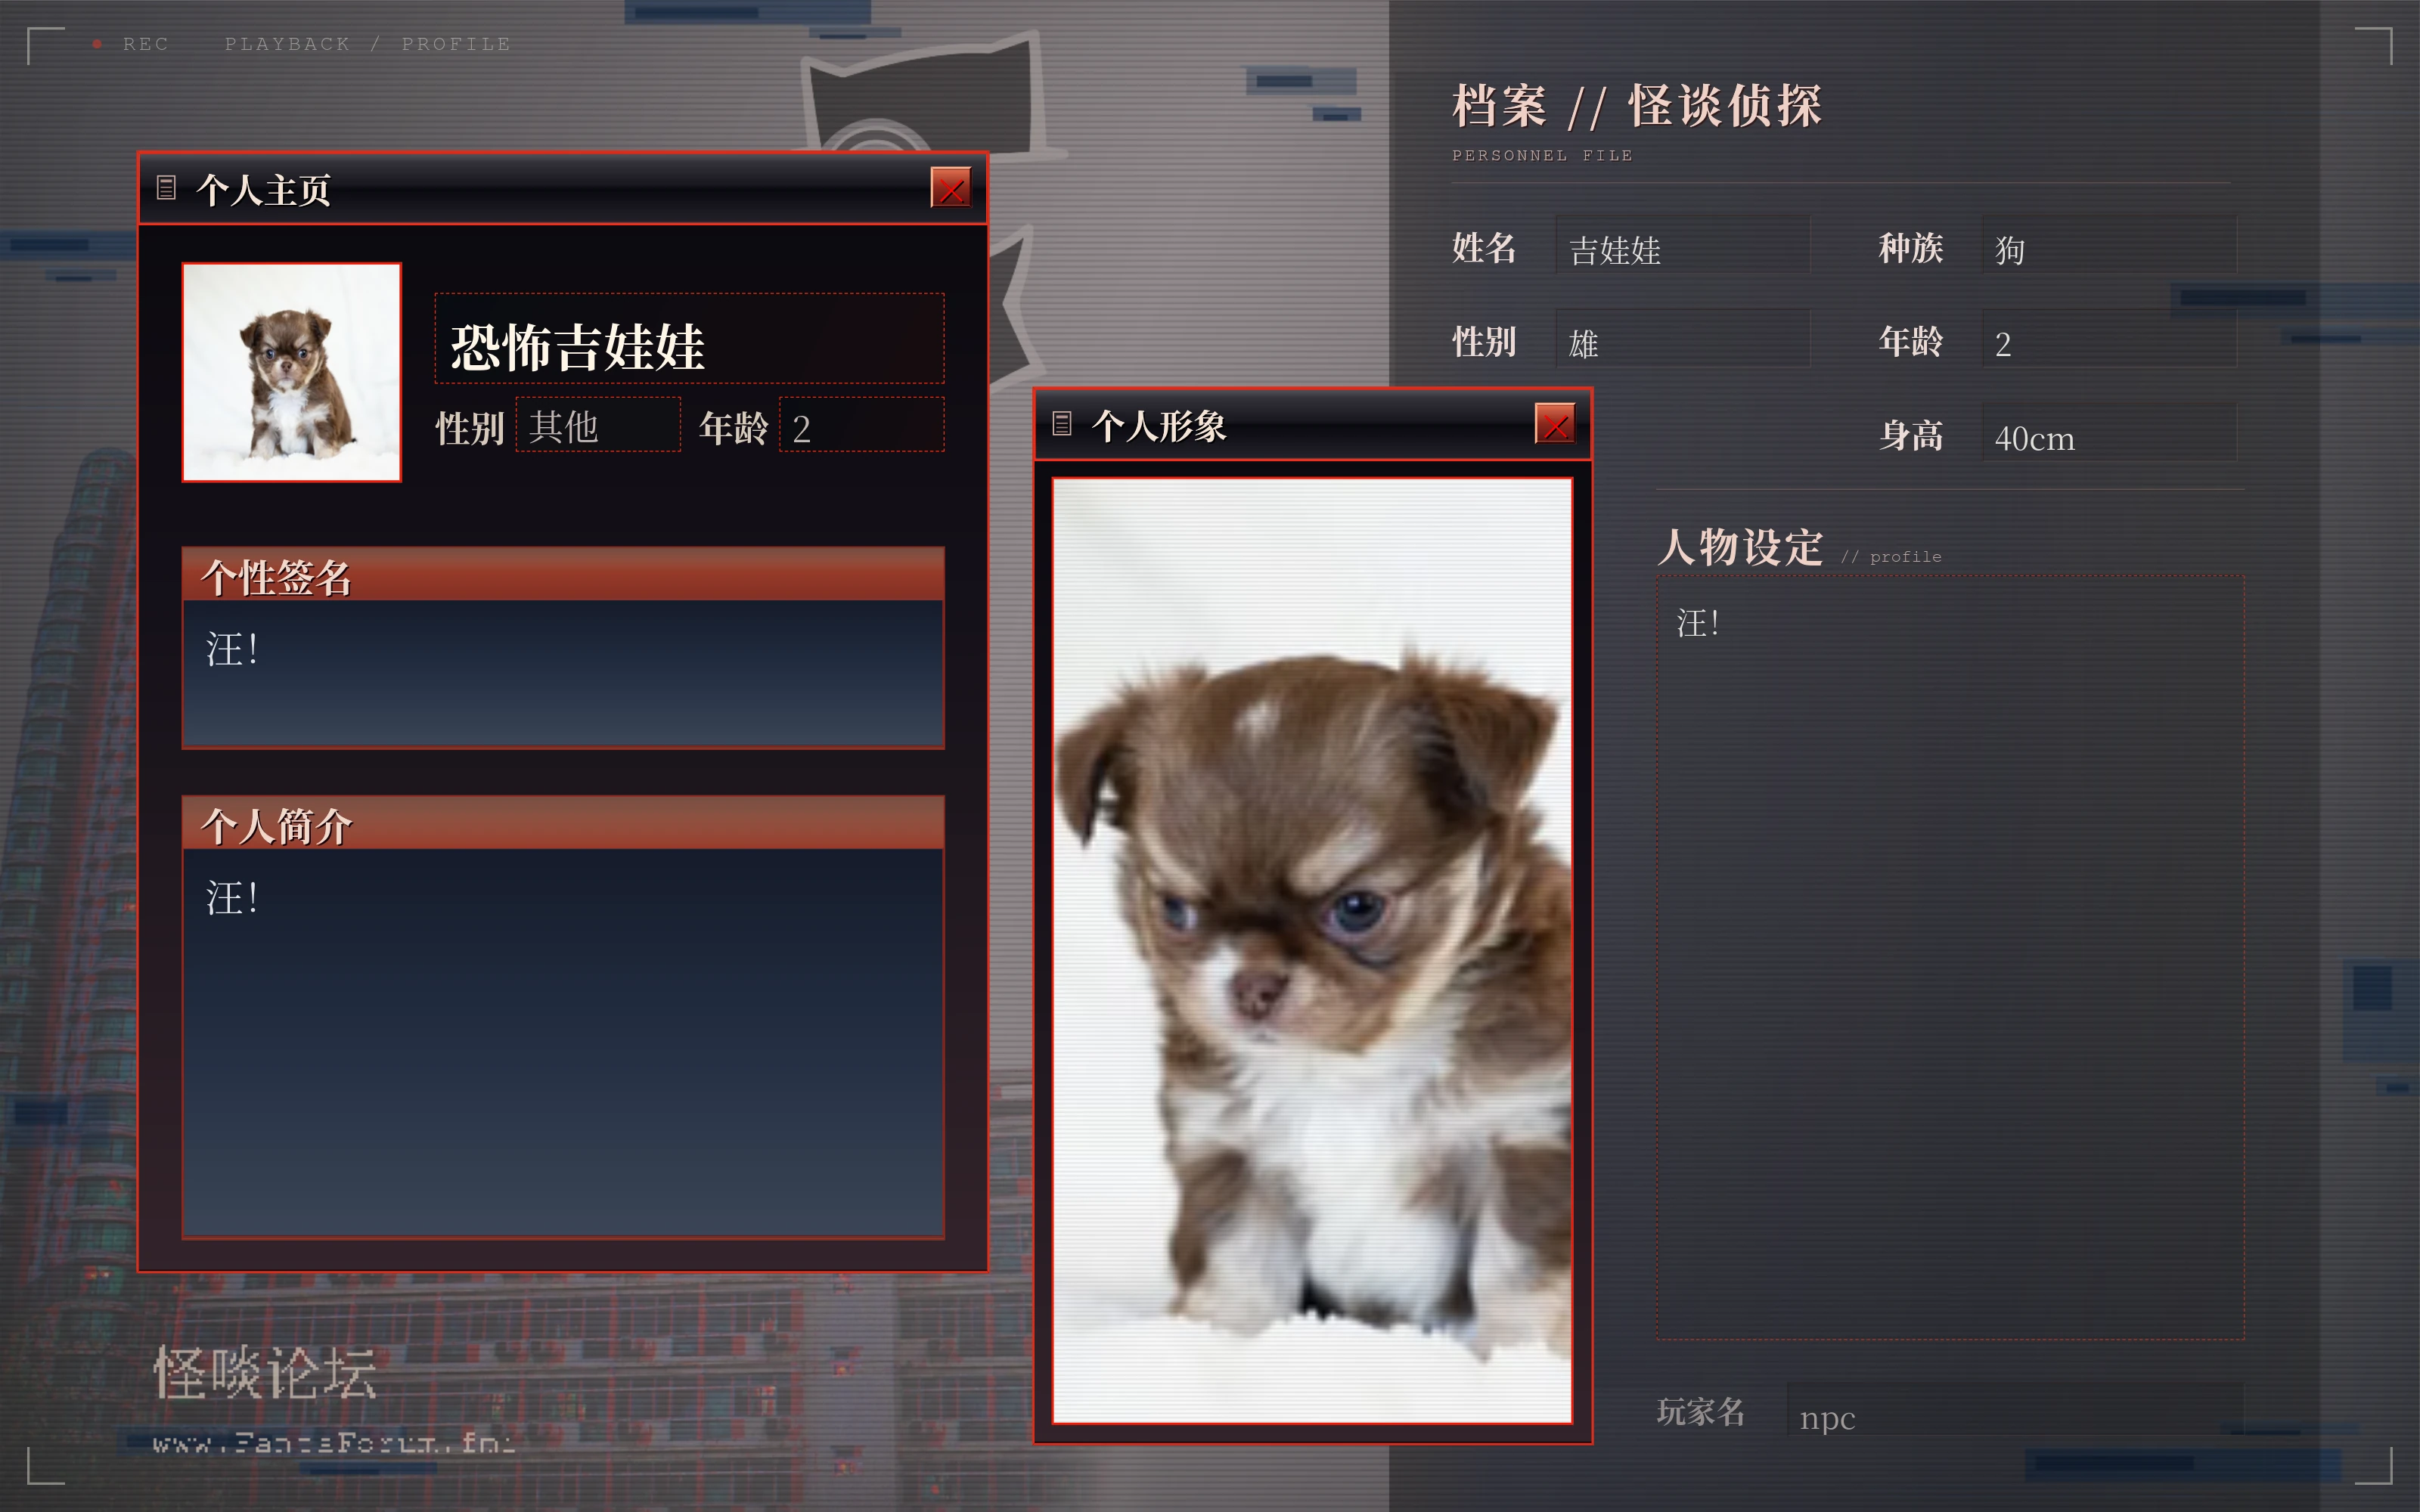 REC PLAYBACK / PROFILE
档案 // 怪谈侦探
PERSONNEL FILE
姓名 吉娃娃 种族 狗
性别 雄 年龄 2
身高 40cm
人物设定 // profile
汪！
玩家名 npc
个人主页
恐怖吉娃娃
性别 其他 年龄 2
个性签名
汪！
个人简介
汪！
个人形象
怪啖论坛